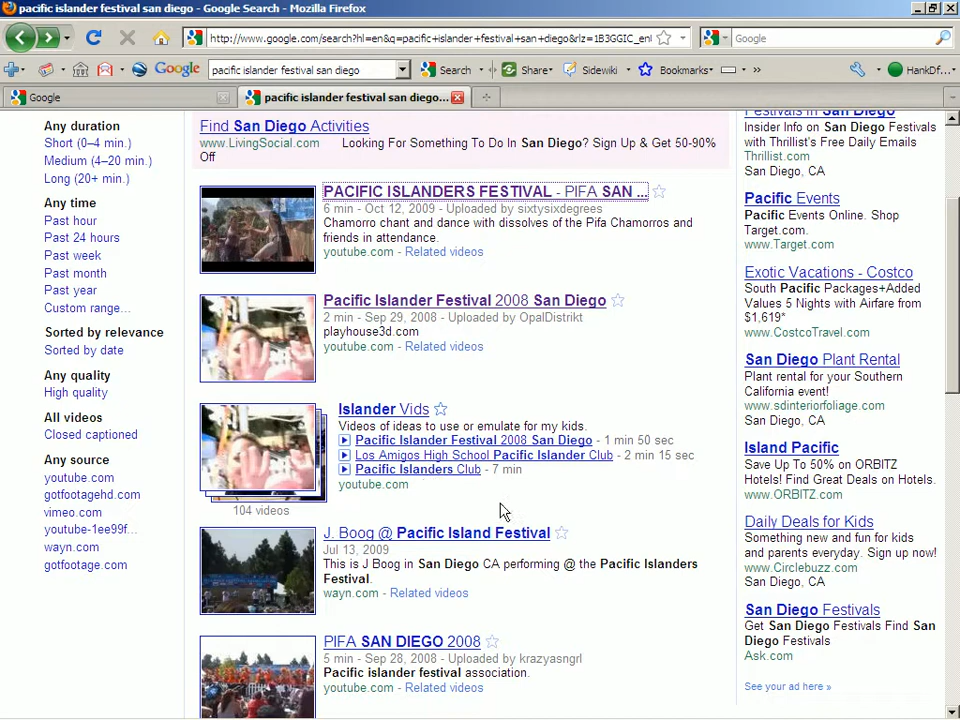 pacific islander festival san diego - Google Search - Mozilla Firefox
http://www.google.com/search?hl=en&q=pacific+islander+festival+san+diego&rlz=1B3GGIC_enl
Google
Google
pacific islander festival san diego
Search
Share
Sidewiki
Bookmarks
»
HankDf...
Google
pacific islander festival san diego...
Any duration
Short (0–4 min.)
Medium (4–20 min.)
Long (20+ min.)
Any time
Past hour
Past 24 hours
Past week
Past month
Past year
Custom range...
Sorted by relevance
Sorted by date
Any quality
High quality
All videos
Closed captioned
Any source
youtube.com
gotfootagehd.com
vimeo.com
youtube-1ee99f...
wayn.com
gotfootage.com
Find San Diego Activities
www.LivingSocial.com Looking For Something To Do In San Diego? Sign Up & Get 50-90%
Off
PACIFIC ISLANDERS FESTIVAL - PIFA SAN ...
6 min - Oct 12, 2009 - Uploaded by sixtysixdegrees
Chamorro chant and dance with dissolves of the Pifa Chamorros and
friends in attendance.
youtube.com - Related videos
Pacific Islander Festival 2008 San Diego
2 min - Sep 29, 2008 - Uploaded by OpalDistrikt
playhouse3d.com
youtube.com - Related videos
Islander Vids
Videos of ideas to use or emulate for my kids.
Pacific Islander Festival 2008 San Diego - 1 min 50 sec
Los Amigos High School Pacific Islander Club - 2 min 15 sec
Pacific Islanders Club - 7 min
youtube.com
104 videos
J. Boog @ Pacific Island Festival
Jul 13, 2009
This is J Boog in San Diego CA performing @ the Pacific Islanders
Festival.
wayn.com - Related videos
PIFA SAN DIEGO 2008
5 min - Sep 28, 2008 - Uploaded by krazyasngrl
Pacific islander festival association.
youtube.com - Related videos
Festivals in San Diego
Insider Info on San Diego Festivals
with Thrillist's Free Daily Emails
Thrillist.com
San Diego, CA
Pacific Events
Pacific Events Online. Shop
Target.com.
www.Target.com
Exotic Vacations - Costco
South Pacific Packages+Added
Values 5 Nights with Airfare from
$1,619*
www.CostcoTravel.com
San Diego Plant Rental
Plant rental for your Southern
California event!
www.sdinteriorfoliage.com
San Diego, CA
Island Pacific
Save Up To 50% on ORBITZ
Hotels! Find Great Deals on Hotels.
www.ORBITZ.com
Daily Deals for Kids
Something new and fun for kids
and parents everyday. Sign up now!
www.Circlebuzz.com
San Diego, CA
San Diego Festivals
Get San Diego Festivals Find San
Diego Festivals
Ask.com
See your ad here »